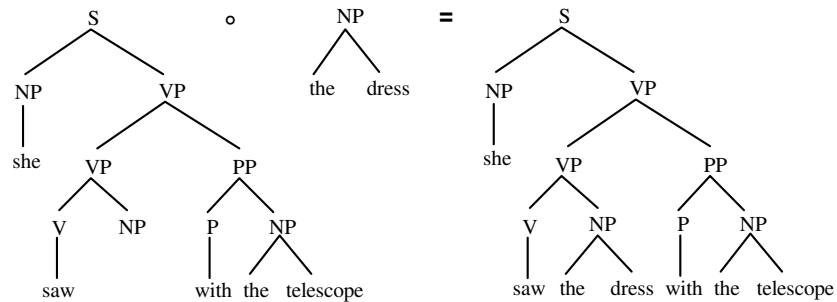 S ∘ NP = S
NP VP the dress NP VP
she VP PP she VP PP
V NP P NP V NP P NP
saw with the telescope saw the dress with the telescope